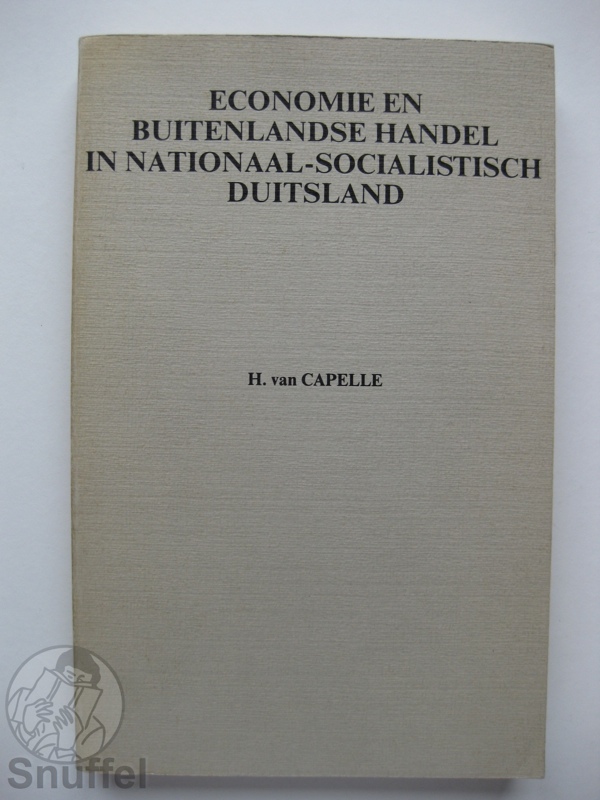 ECONOMIE EN
BUITENLANDSE HANDEL
IN NATIONAAL-SOCIALISTISCH
DUITSLAND
H. van CAPELLE
Snuffel